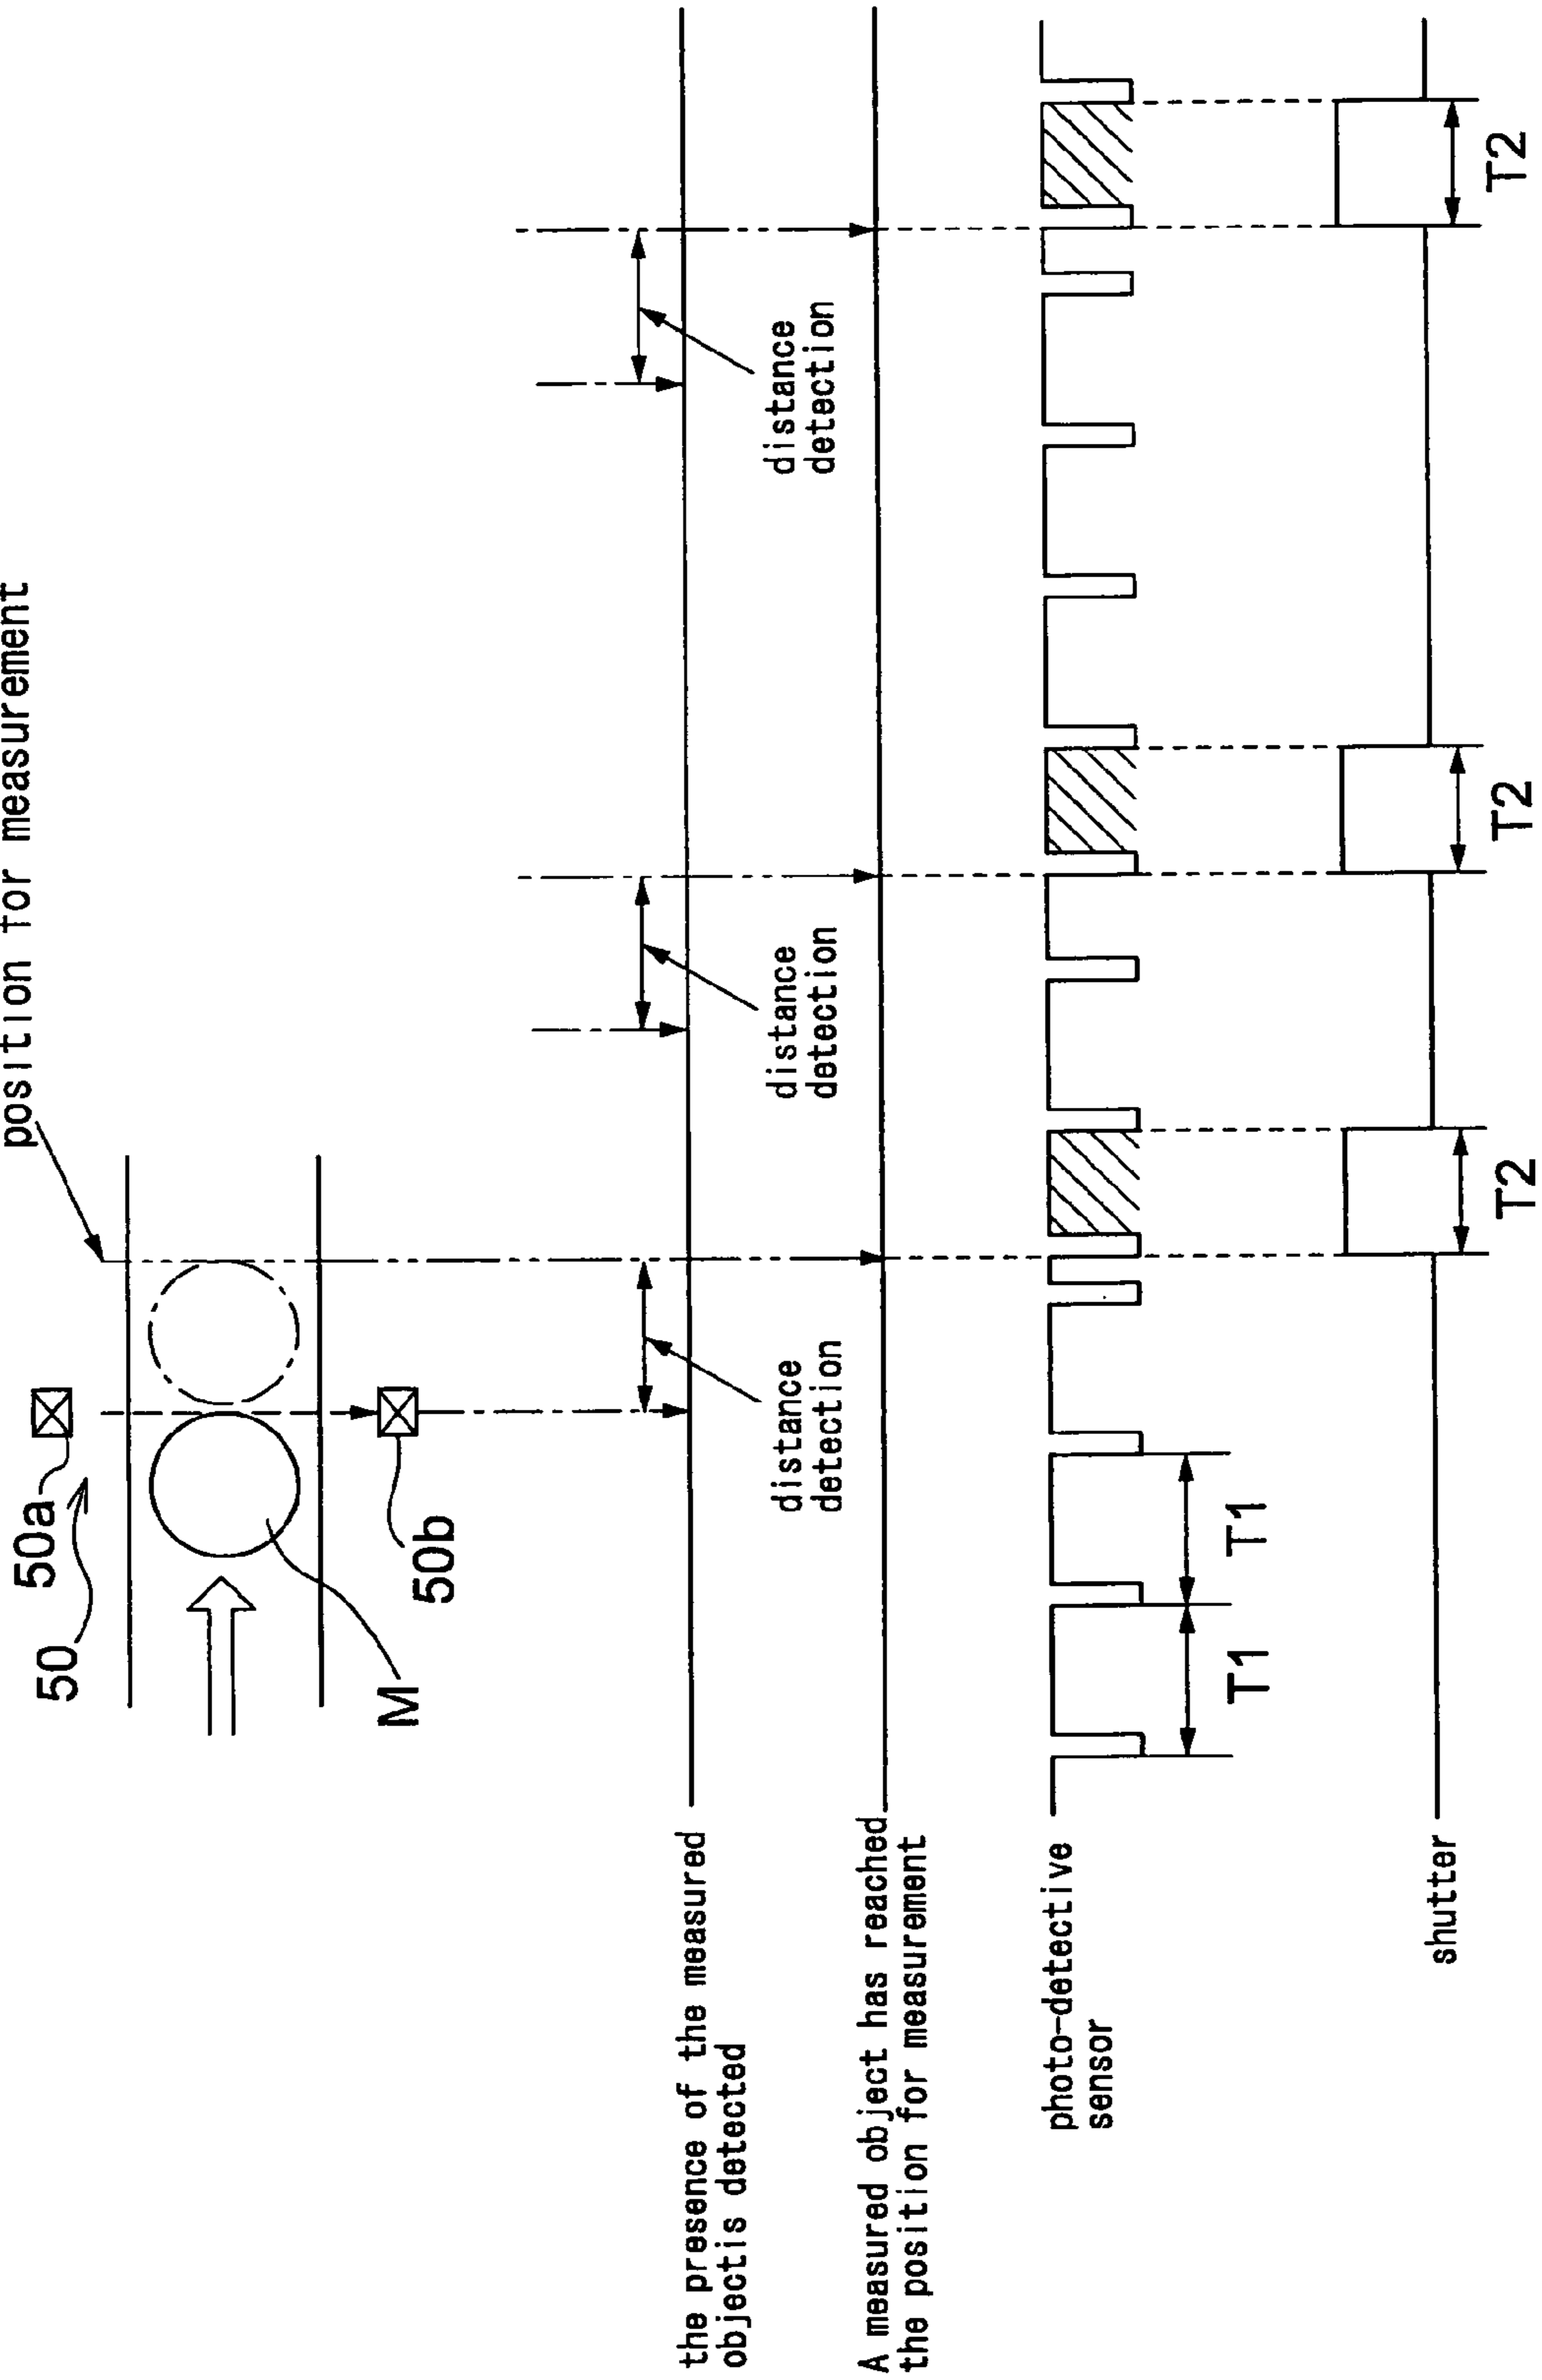 position for measurement
50
50a
50b
M
distance
detection
distance
detection
distance
detection
the presence of the measured
objectis detected
A measured object has reached
the position for measurement
photo-detective
sensor
T1
T1
shutter
T2
T2
T2